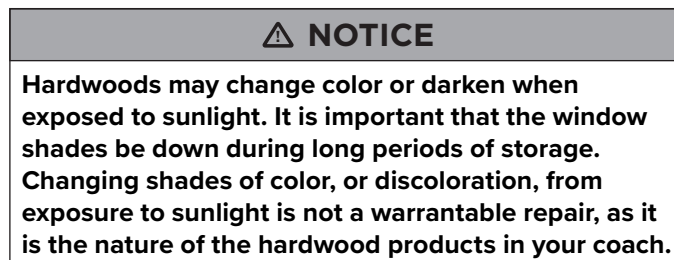 ⚠ NOTICE
Hardwoods may change color or darken when
exposed to sunlight. It is important that the window
shades be down during long periods of storage.
Changing shades of color, or discoloration, from
exposure to sunlight is not a warrantable repair, as it
is the nature of the hardwood products in your coach.